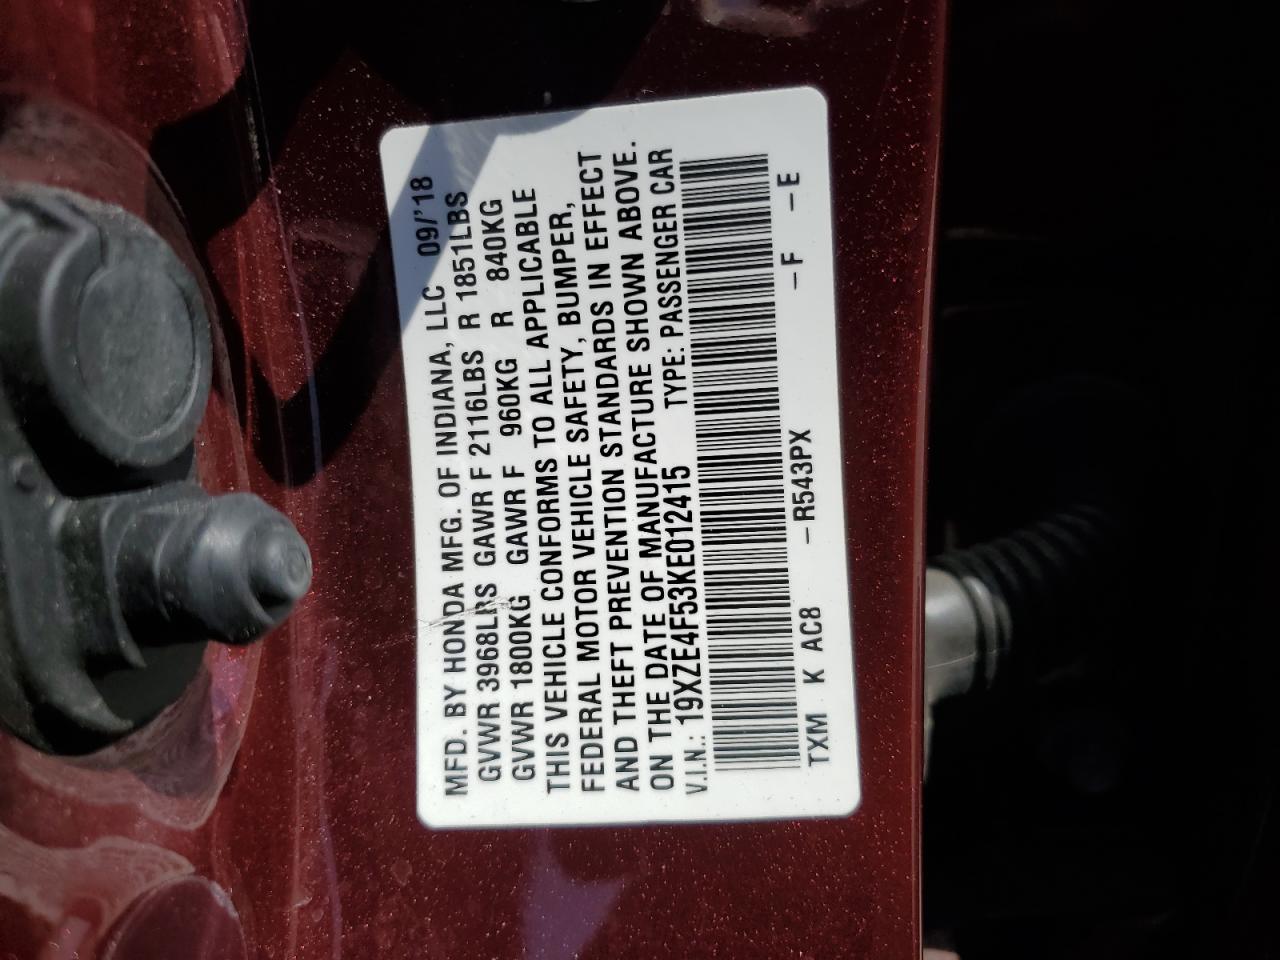 MFD. BY HONDA MFG. OF INDIANA, LLC 09/'18
GVWR 3968LBS GAWR F 2116LBS R 1851LBS
GVWR 1800KG GAWR F 960KG R 840KG
THIS VEHICLE CONFORMS TO ALL APPLICABLE
FEDERAL MOTOR VEHICLE SAFETY, BUMPER,
AND THEFT PREVENTION STANDARDS IN EFFECT
ON THE DATE OF MANUFACTURE SHOWN ABOVE.
V.I.N.: 19XZE4F53KE012415 TYPE: PASSENGER CAR
TXM K AC8 –R543PX –F –E